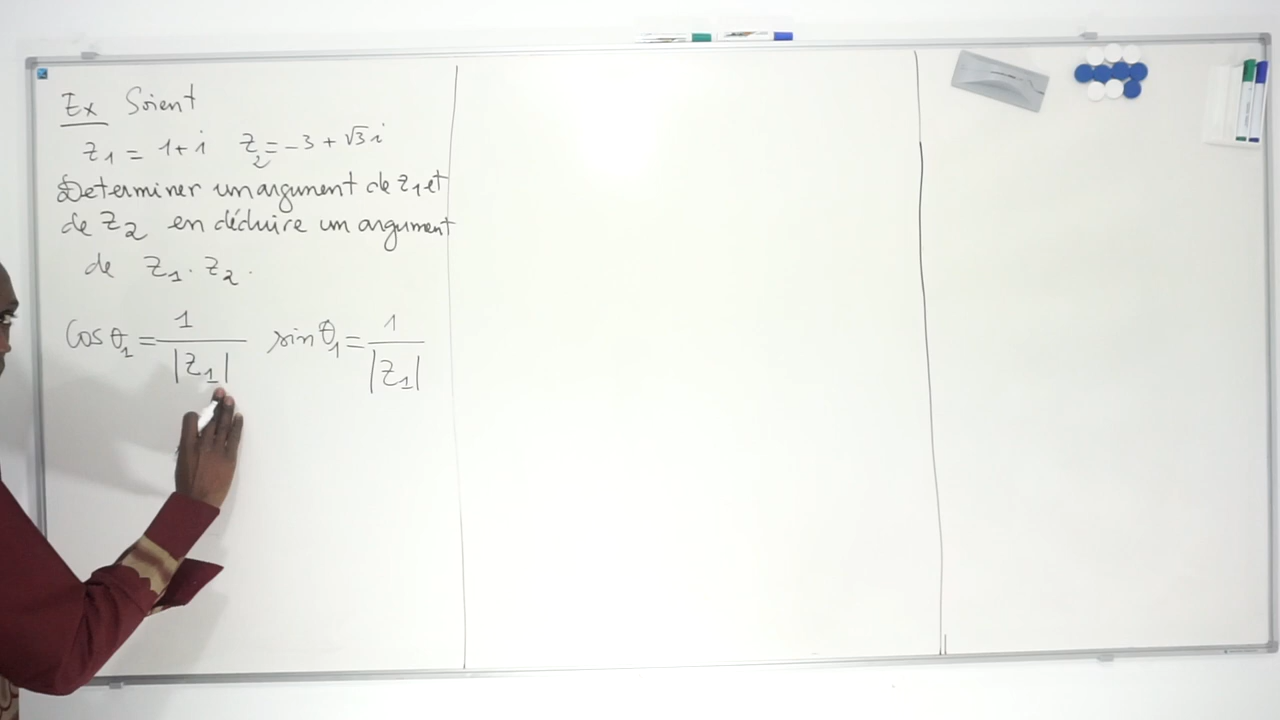 Ex Soient
z₁ = 1+i z₂ = -3 + √3 i
Determiner un argument de z₁ et
de z₂ en déduire un argument
de z₁ . z₂ .
cos θ₁ = 1 / |z₁| sin θ₁ = 1 / |z₁|